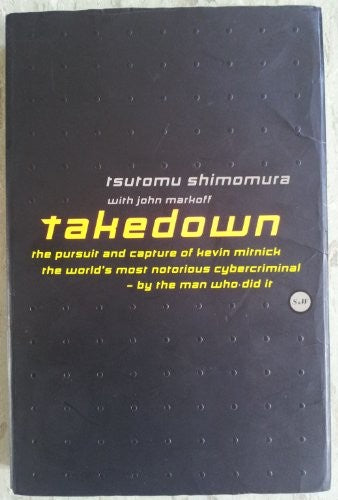 tsutomu shimomura
with john markoff
takedown
the pursuit and capture of kevin mitnick
the world's most notorious cybercriminal
– by the man who did it
S&W